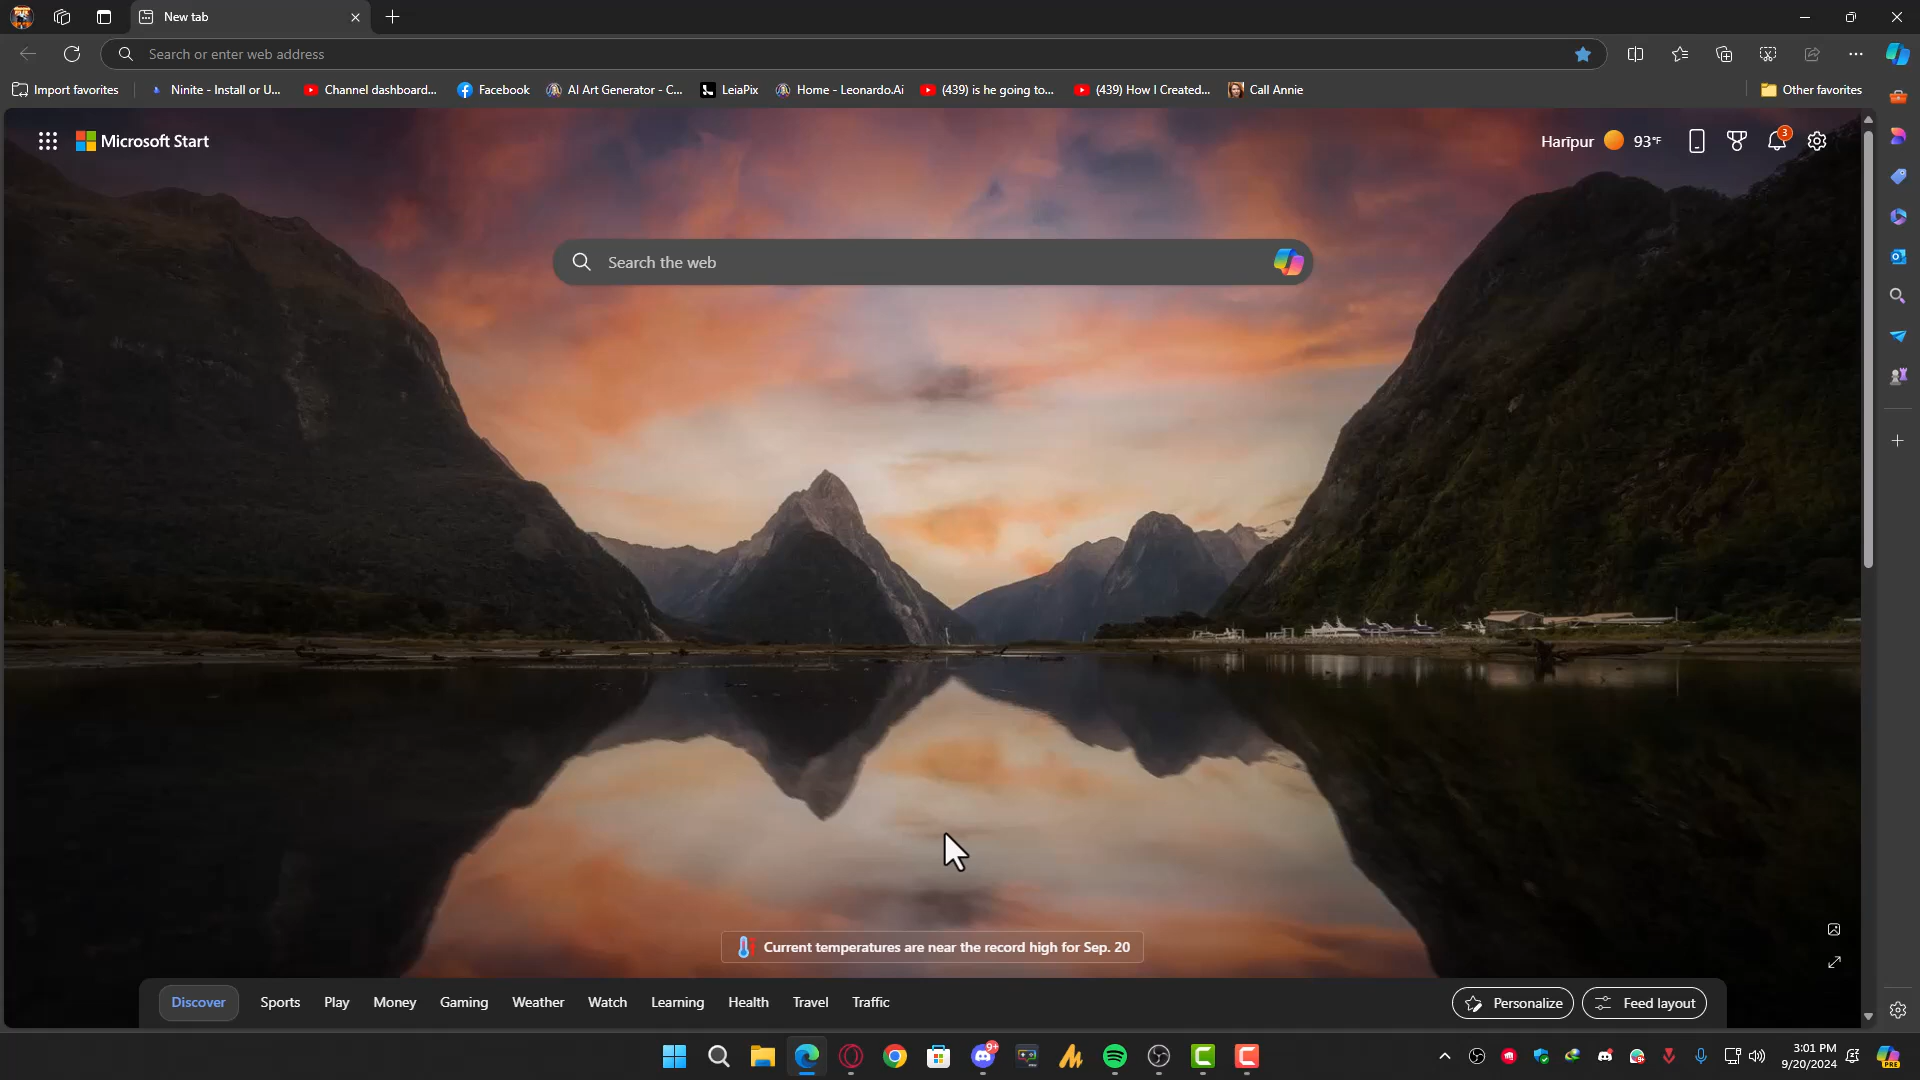 New tab
Search or enter web address
Import favorites
Ninite - Install or U...
Channel dashboard...
Facebook
AI Art Generator - C...
LeiaPix
Home - Leonardo.Ai
(439) is he going to...
(439) How I Created...
Call Annie
Other favorites
Microsoft Start
Harīpur
93°F
3
Search the web
Current temperatures are near the record high for Sep. 20
Discover
Sports
Play
Money
Gaming
Weather
Watch
Learning
Health
Travel
Traffic
Personalize
Feed layout
9+
3:01 PM
9/20/2024
PRE